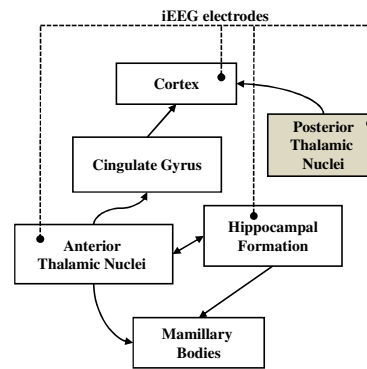 iEEG electrodes
Cortex
Posterior
Thalamic
Nuclei
Cingulate Gyrus
Hippocampal
Formation
Anterior
Thalamic Nuclei
Mamillary
Bodies